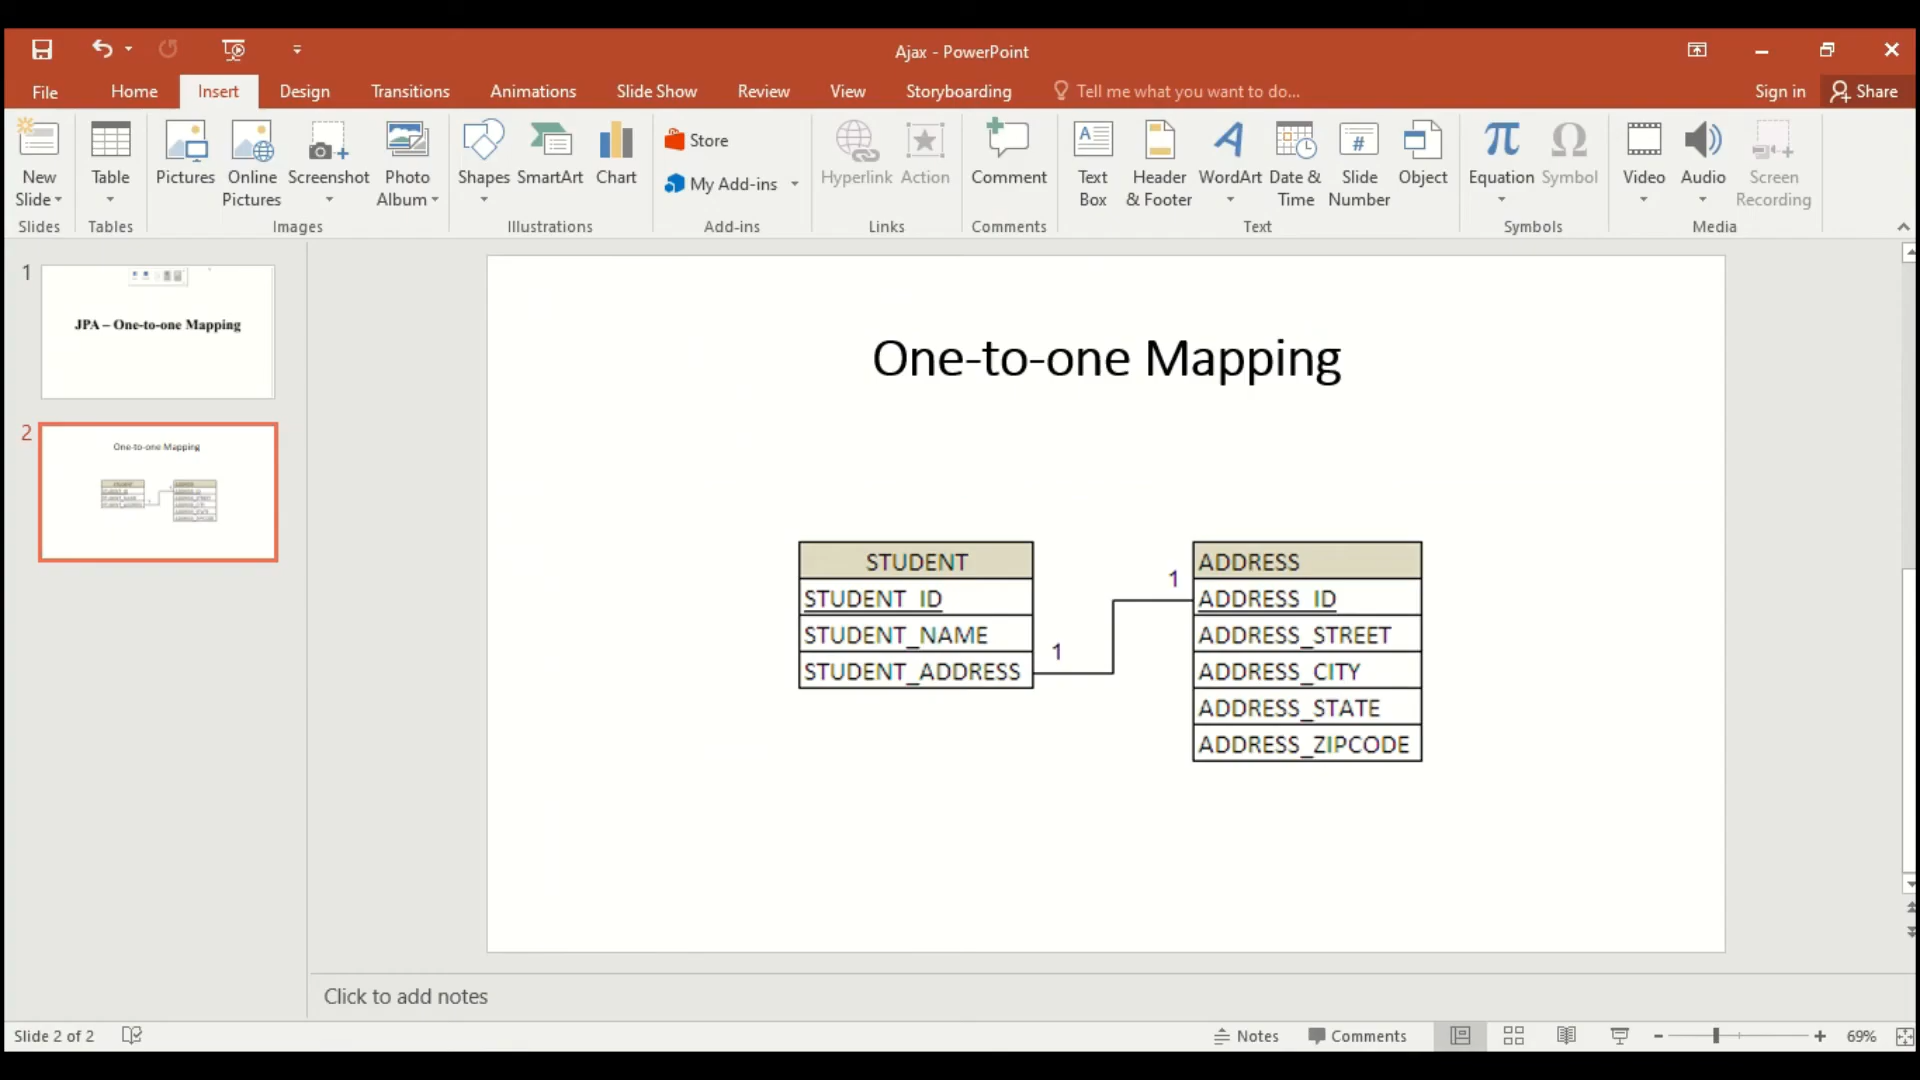 Ajax - PowerPoint
File Home Insert Design Transitions Animations Slide Show Review View Storyboarding Tell me what you want to do... Sign in Share
New Slide
Table
Pictures
Online Pictures
Screenshot
Photo Album
Shapes
SmartArt
Chart
Store
My Add-ins
Hyperlink
Action
Comment
Text Box
Header & Footer
WordArt
Date & Time
Slide Number
#
Object
Equation
Symbol
Video
Audio
Screen Recording
Slides Tables Images Illustrations Add-ins Links Comments Text Symbols Media
1
JPA – One-to-one Mapping
2
One-to-one Mapping
One-to-one Mapping
STUDENT
STUDENT_ID
STUDENT_NAME
STUDENT_ADDRESS
1
1
ADDRESS
ADDRESS_ID
ADDRESS_STREET
ADDRESS_CITY
ADDRESS_STATE
ADDRESS_ZIPCODE
Click to add notes
Slide 2 of 2 Notes Comments 69%